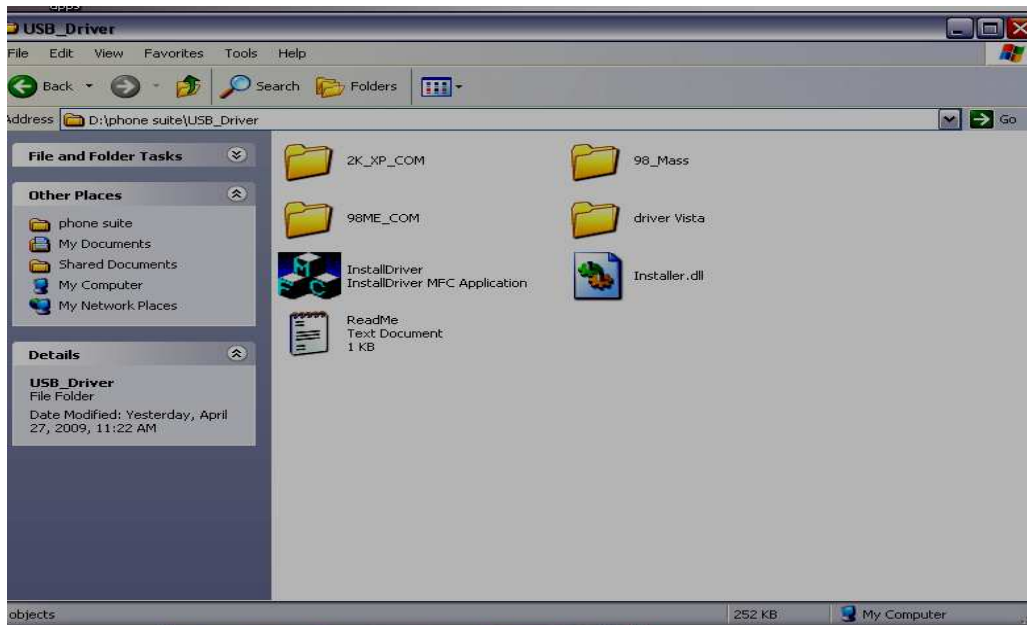 apps
USB_Driver
File Edit View Favorites Tools Help
Back Search Folders
Address D:\phone suite\USB_Driver Go
File and Folder Tasks
Other Places
phone suite
My Documents
Shared Documents
My Computer
My Network Places
Details
USB_Driver
File Folder
Date Modified: Yesterday, April
27, 2009, 11:22 AM
2K_XP_COM
98_Mass
98ME_COM
driver Vista
InstallDriver
InstallDriver MFC Application
Installer.dll
ReadMe
Text Document
1 KB
objects 252 KB My Computer